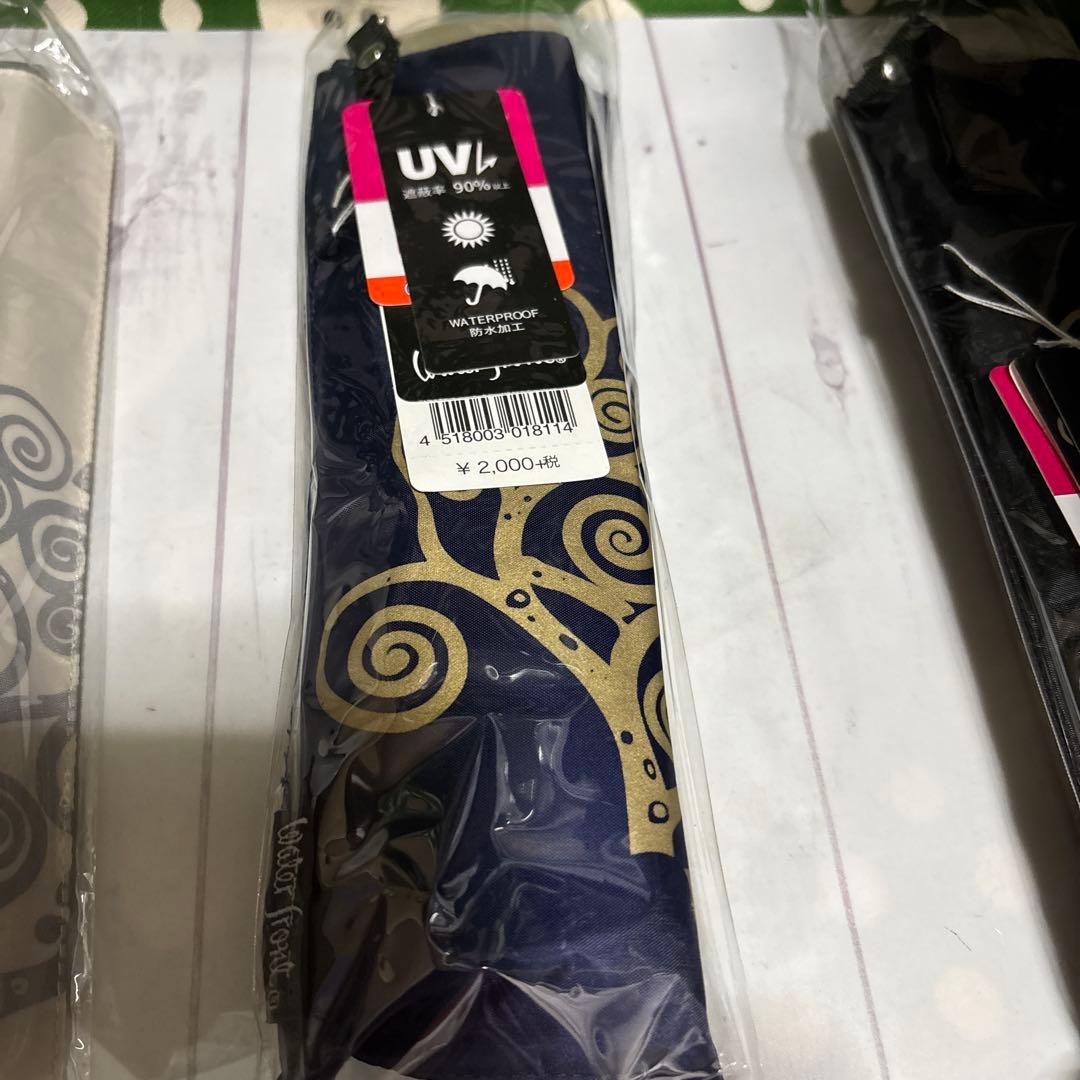 UV
遮蔽率 90%以上
WATERPROOF
防水加工
4 518003 018114
¥ 2,000+税
Water front